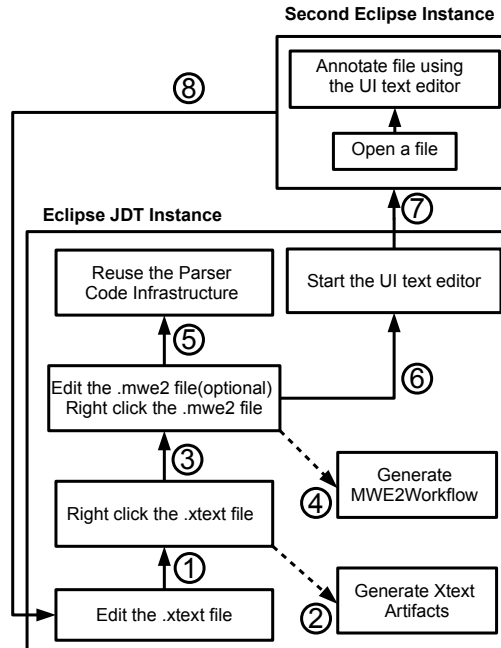 Second Eclipse Instance
Annotate file using
the UI text editor
⑧
Open a file
⑦
Eclipse JDT Instance
Reuse the Parser
Code Infrastructure
Start the UI text editor
⑤
⑥
Edit the .mwe2 file(optional)
Right click the .mwe2 file
③
Generate
MWE2Workflow
④
Right click the .xtext file
①
Generate Xtext
Artifacts
②
Edit the .xtext file